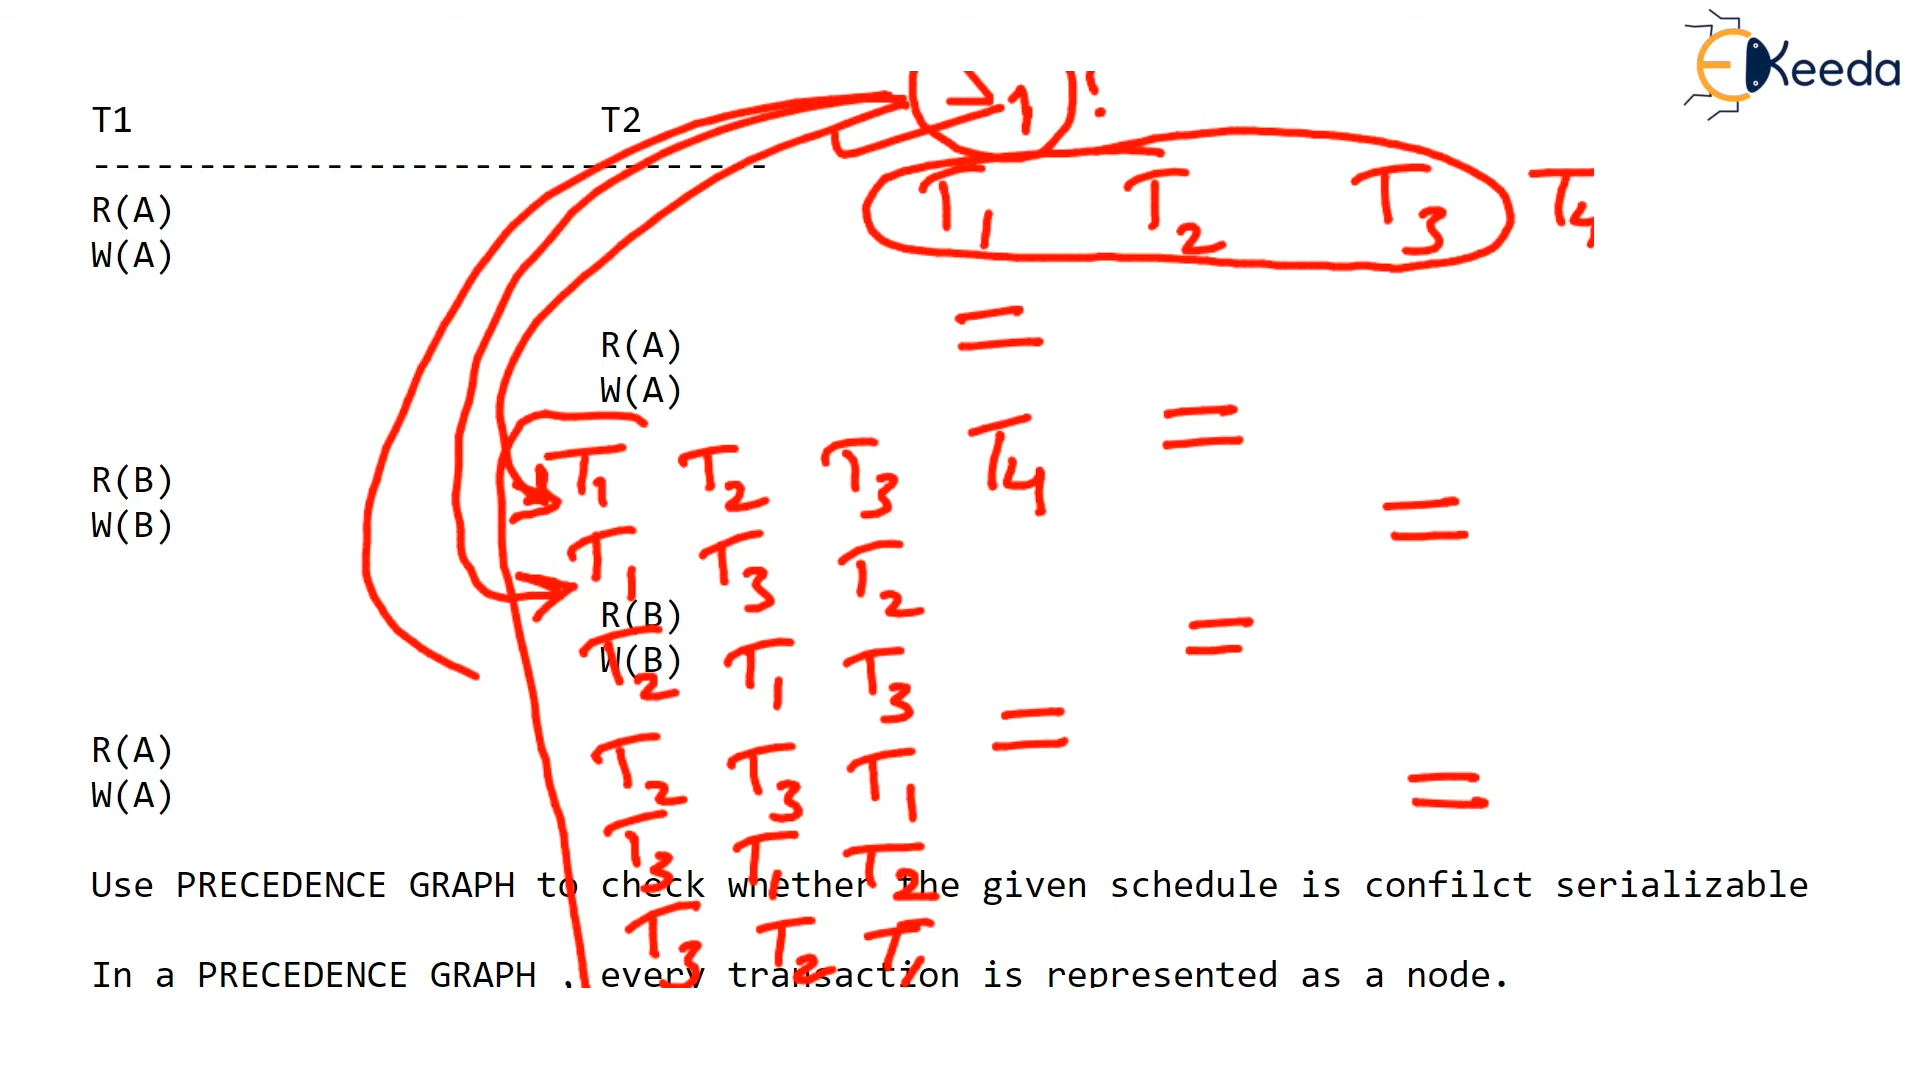 Keeda
→ 1 !
T1 T2
------------------------------- -
T1 T2 T3 T4
R(A)
W(A)
=
R(A)
W(A)
=
T1 T2 T3 T4
R(B)
W(B)
=
T1 T3 T2
R(B)
=
W(B)
T2 T1 T3
=
R(A)
W(A)
T2 T3 T1
=
T3 T1 T2
Use PRECEDENCE GRAPH to check whether the given schedule is confilct serializable
T3 T2 T1
In a PRECEDENCE GRAPH , every transaction is represented as a node.